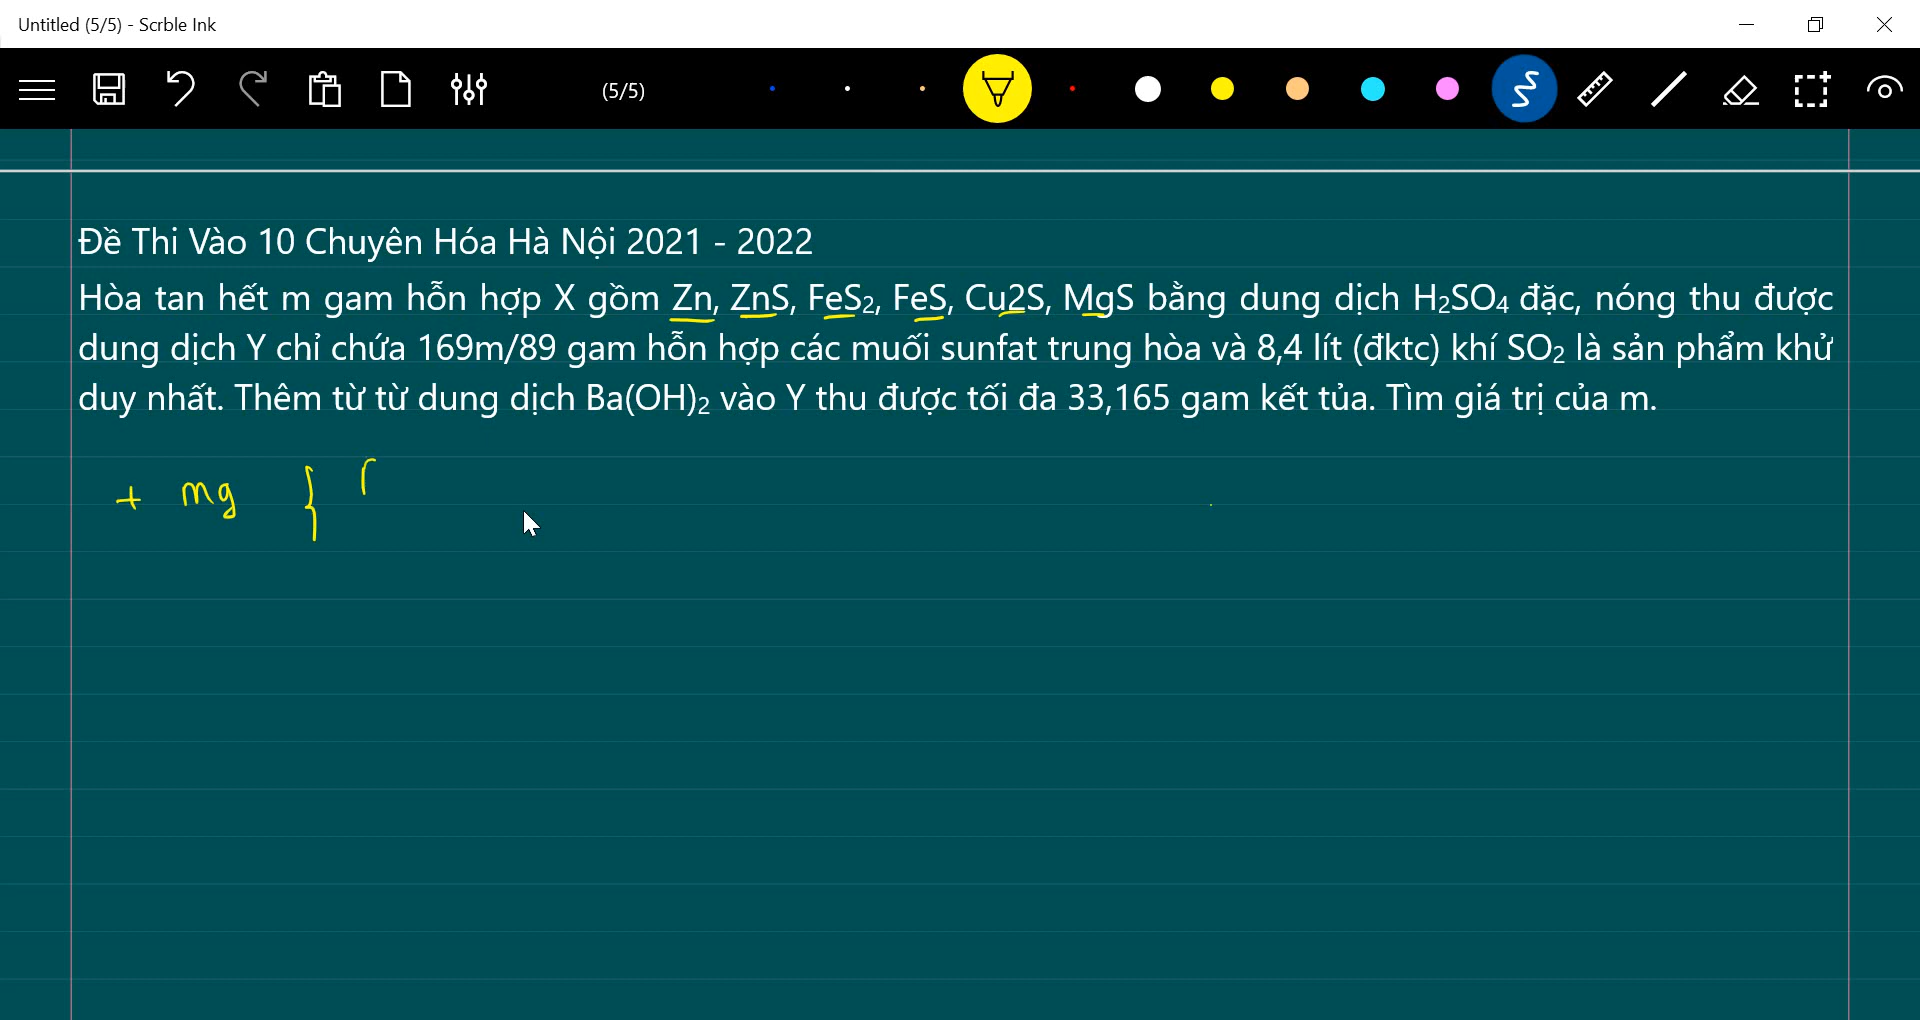 Untitled (5/5) - Scrble Ink
(5/5)
Đề Thi Vào 10 Chuyên Hóa Hà Nội 2021 - 2022
Hòa tan hết m gam hỗn hợp X gồm Zn, ZnS, FeS₂, FeS, Cu2S, MgS bằng dung dịch H₂SO₄ đặc, nóng thu được
dung dịch Y chỉ chứa 169m/89 gam hỗn hợp các muối sunfat trung hòa và 8,4 lít (đktc) khí SO₂ là sản phẩm khử
duy nhất. Thêm từ từ dung dịch Ba(OH)₂ vào Y thu được tối đa 33,165 gam kết tủa. Tìm giá trị của m.
+ mg {